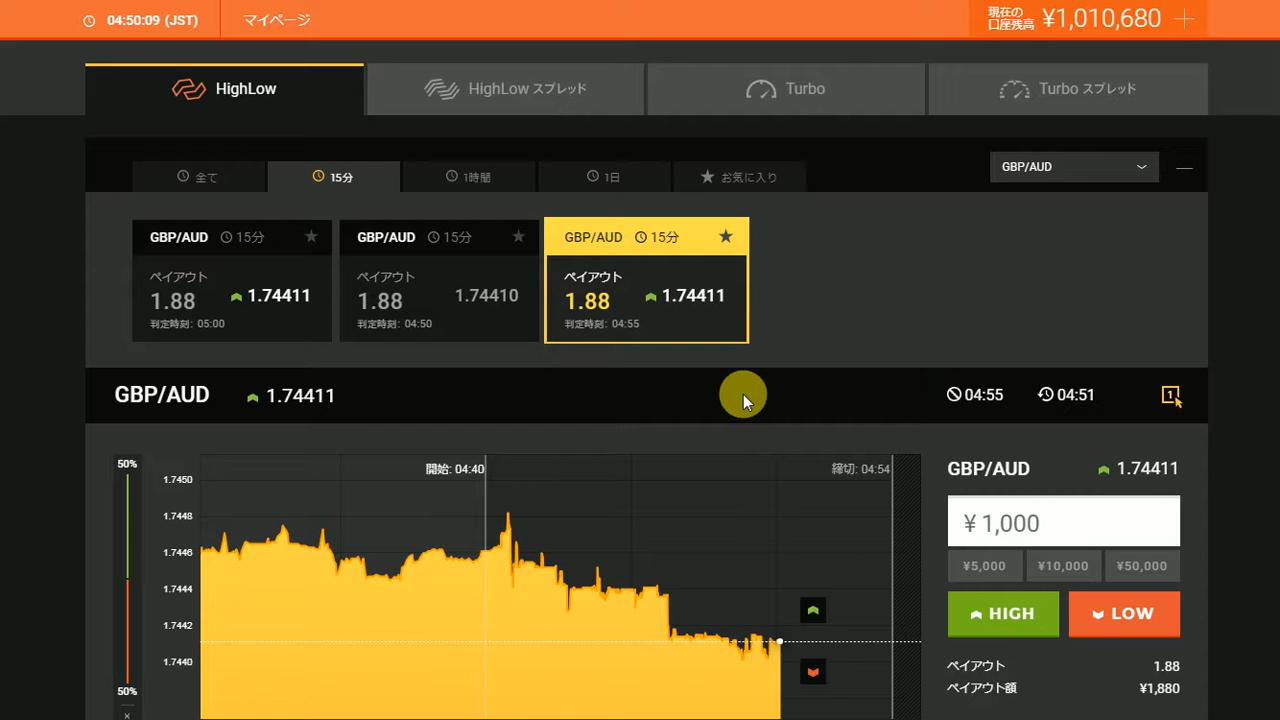 04:50:09 (JST)
マイページ
現在の
口座残高
¥1,010,680
HighLow
HighLow スプレッド
Turbo
Turbo スプレッド
全て
15分
1時間
1日
お気に入り
GBP/AUD
GBP/AUD 15分
ペイアウト
1.88 1.74411
判定時刻: 05:00
GBP/AUD 15分
ペイアウト
1.88 1.74410
判定時刻: 04:50
GBP/AUD 15分
ペイアウト
1.88 1.74411
判定時刻: 04:55
GBP/AUD 1.74411
04:55
04:51
1
50%
50%
×
1.7450
1.7448
1.7446
1.7444
1.7442
1.7440
開始: 04:40
締切: 04:54
GBP/AUD 1.74411
¥ 1,000
¥5,000 ¥10,000 ¥50,000
HIGH LOW
ペイアウト 1.88
ペイアウト額 ¥1,880